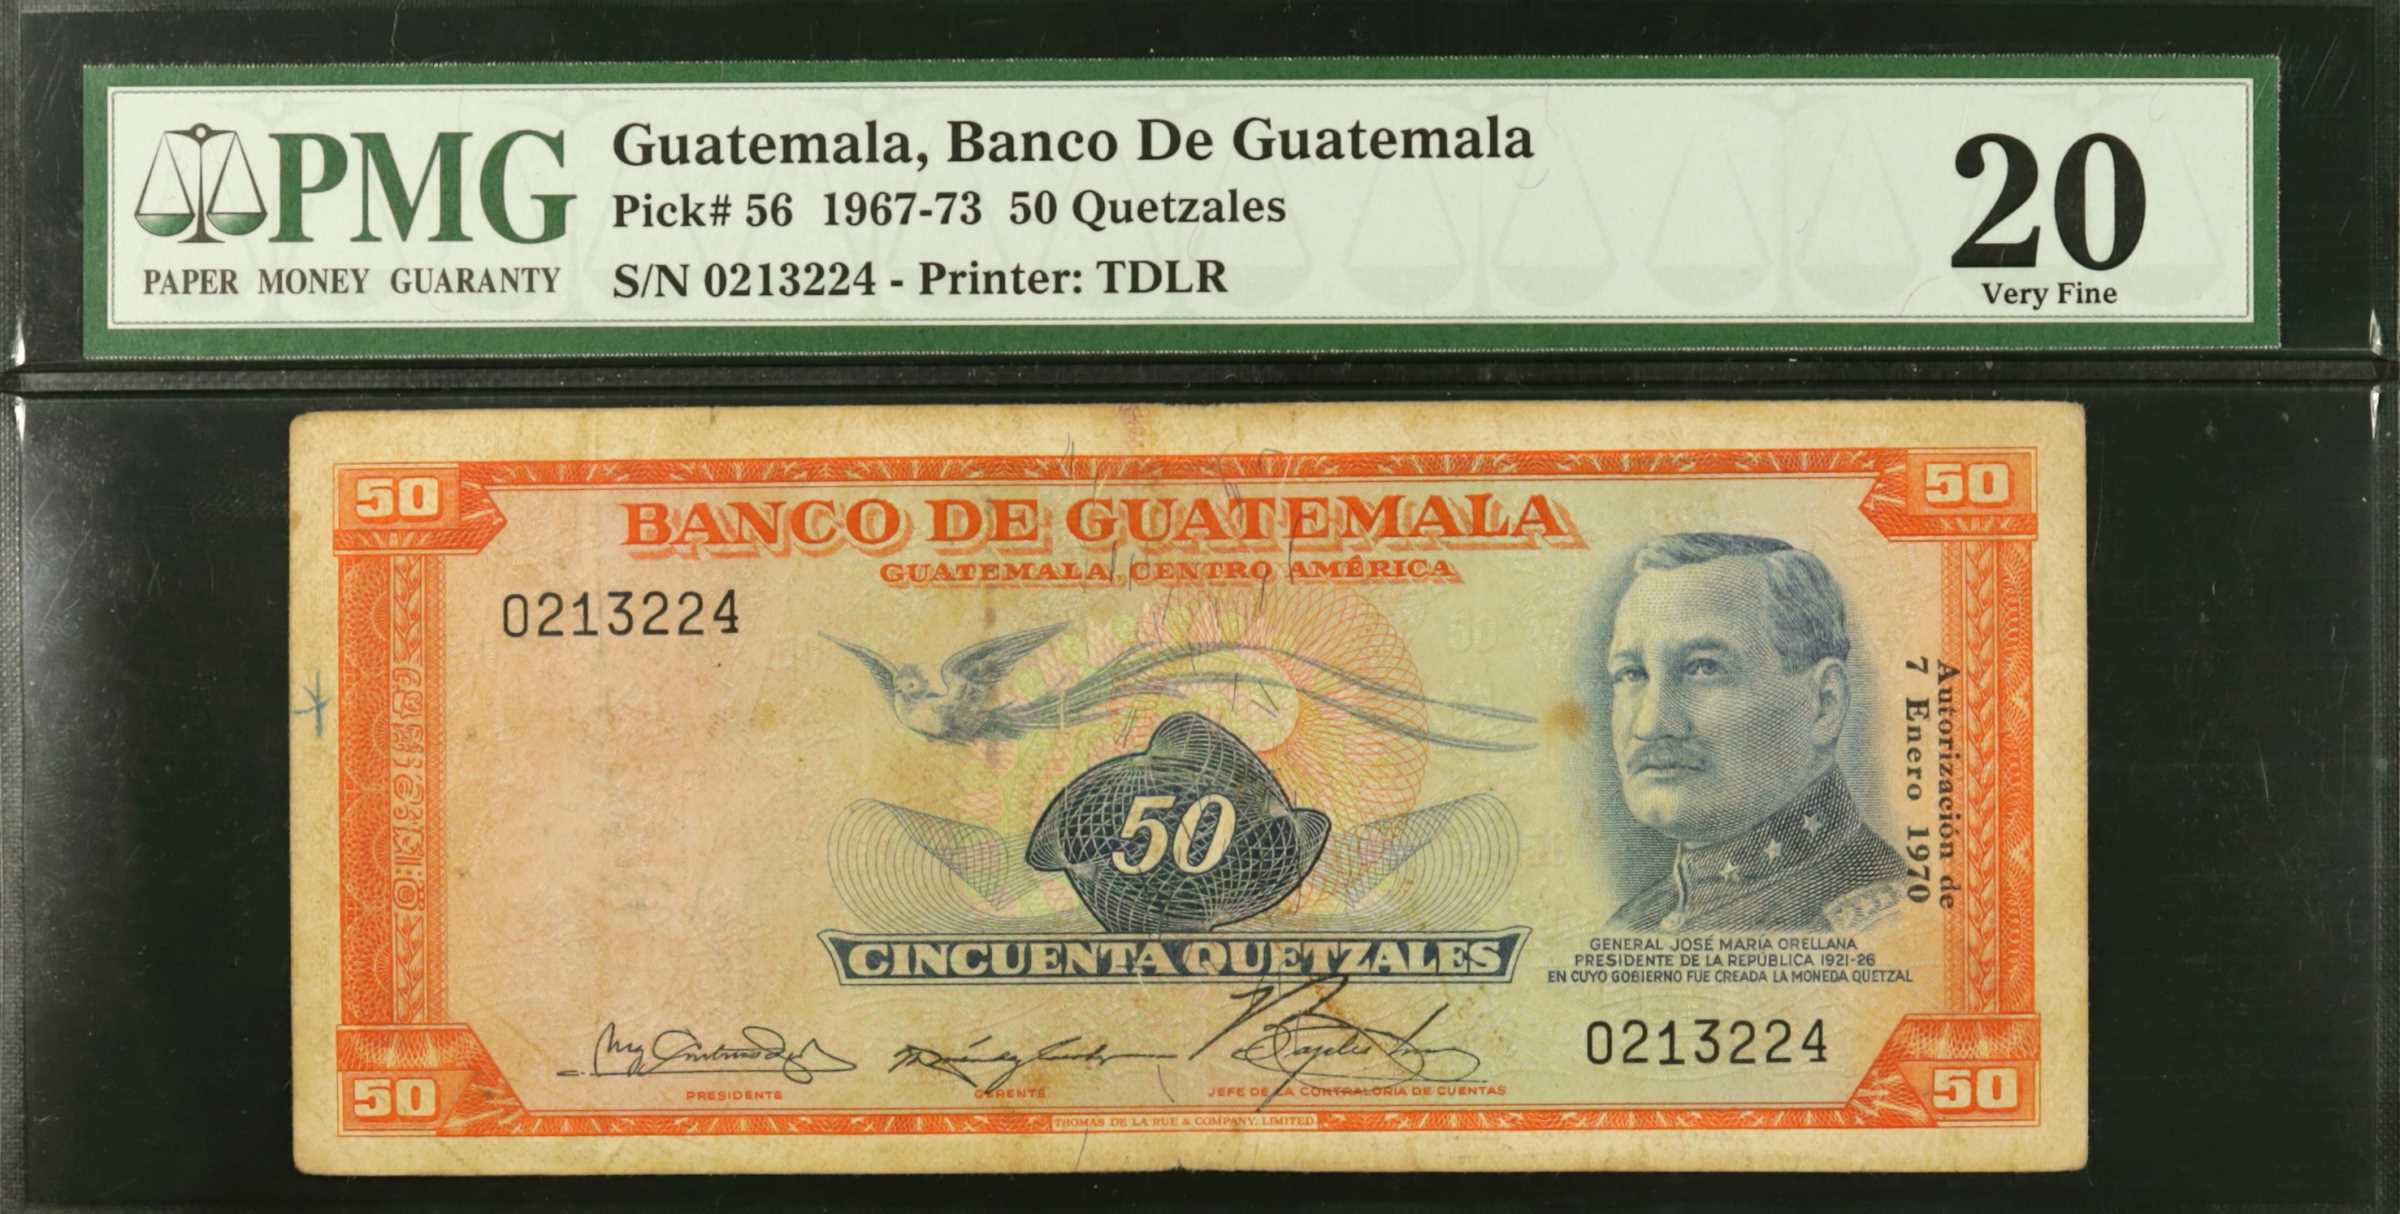 PMG
PAPER MONEY GUARANTY
Guatemala, Banco De Guatemala
Pick# 56 1967-73 50 Quetzales
S/N 0213224 - Printer: TDLR
20
Very Fine
50
50
BANCO DE GUATEMALA
GUATEMALA, CENTRO AMÉRICA
0213224
50
Autorización de
7 Enero 1970
CINCUENTA QUETZALES
GENERAL JOSÉ MARÍA ORELLANA
PRESIDENTE DE LA REPÚBLICA 1921-26
EN CUYO GOBIERNO FUE CREADA LA MONEDA QUETZAL
0213224
PRESIDENTE
GERENTE
JEFE DE LA CONTRALORIA DE CUENTAS
50
50
THOMAS DE LA RUE & COMPANY, LIMITED